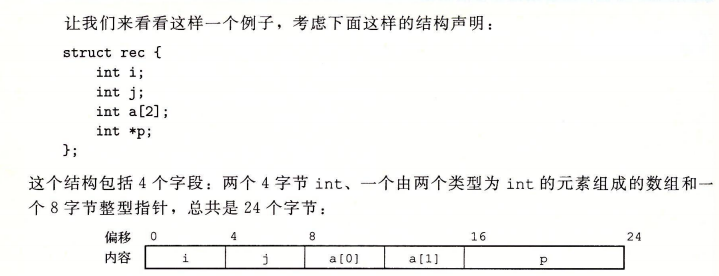 让我们来看看这样一个例子，考虑下面这样的结构声明：
struct rec {
    int i;
    int j;
    int a[2];
    int *p;
};
这个结构包括 4 个字段：两个 4 字节 int、一个由两个类型为 int 的元素组成的数组和一
个 8 字节整型指针，总共是 24 个字节：
偏移 0 4 8 16 24
内容 i j a[0] a[1] p